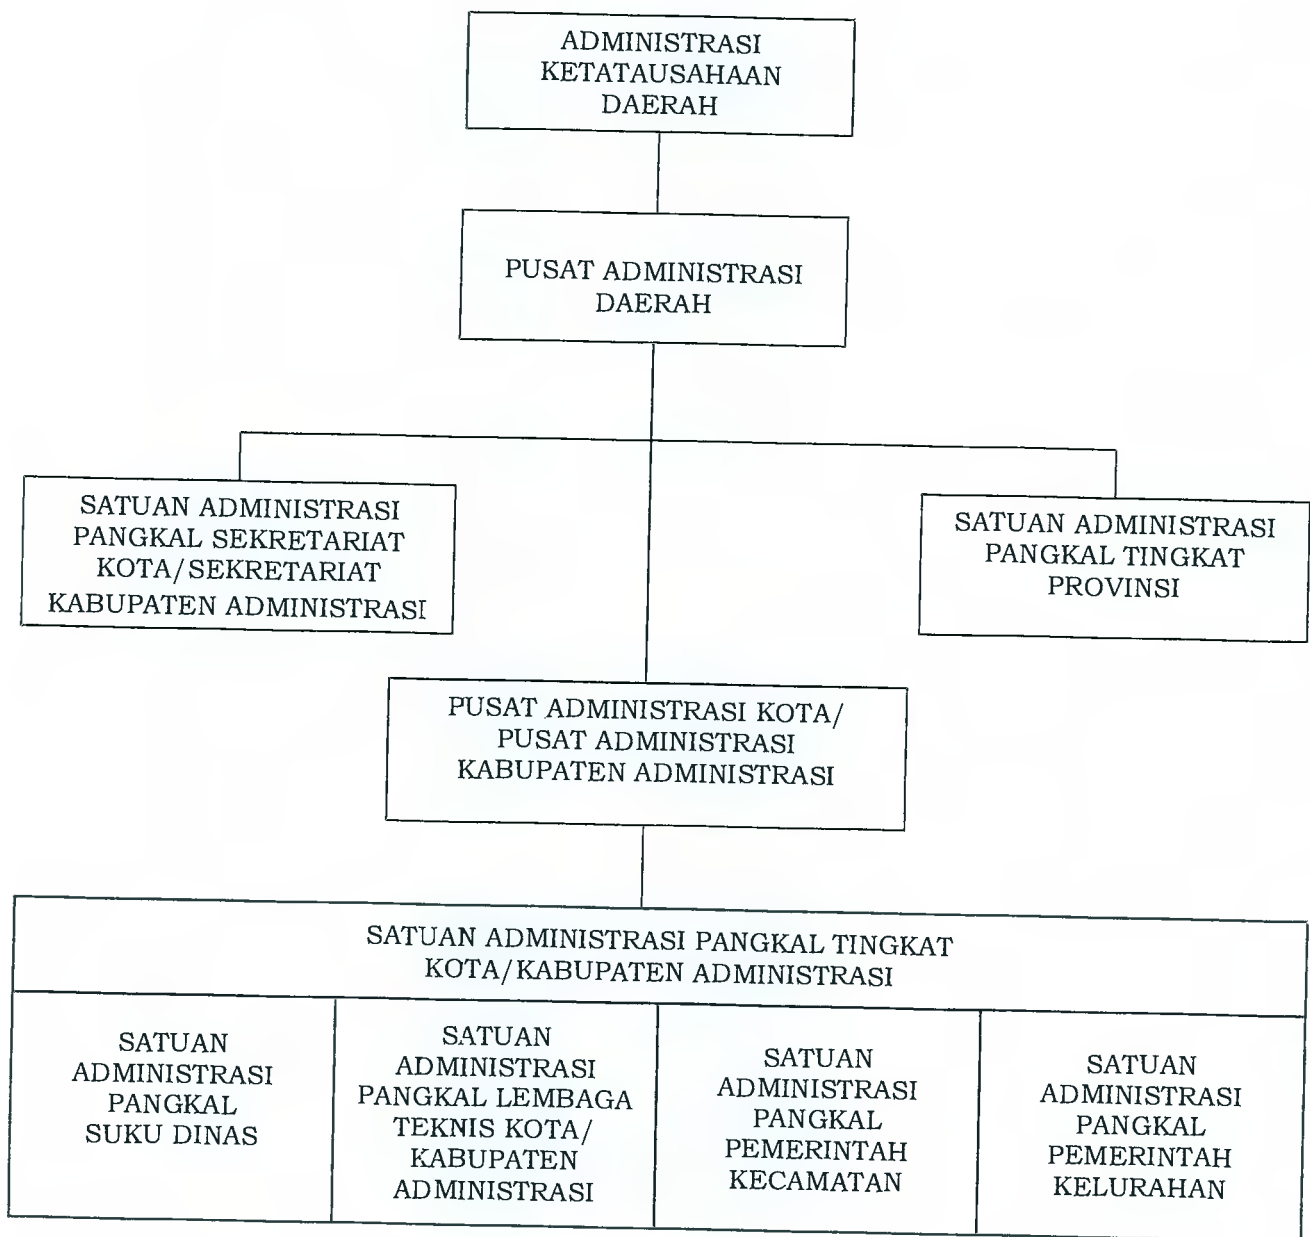 ADMINISTRASI
KETATAUSAHAAN
DAERAH
PUSAT ADMINISTRASI
DAERAH
SATUAN ADMINISTRASI
PANGKAL SEKRETARIAT
KOTA/SEKRETARIAT
KABUPATEN ADMINISTRASI
SATUAN ADMINISTRASI
PANGKAL TINGKAT
PROVINSI
PUSAT ADMINISTRASI KOTA/
PUSAT ADMINISTRASI
KABUPATEN ADMINISTRASI
SATUAN ADMINISTRASI PANGKAL TINGKAT
KOTA/KABUPATEN ADMINISTRASI
SATUAN
ADMINISTRASI
PANGKAL
SUKU DINAS
SATUAN
ADMINISTRASI
PANGKAL LEMBAGA
TEKNIS KOTA/
KABUPATEN
ADMINISTRASI
SATUAN
ADMINISTRASI
PANGKAL
PEMERINTAH
KECAMATAN
SATUAN
ADMINISTRASI
PANGKAL
PEMERINTAH
KELURAHAN